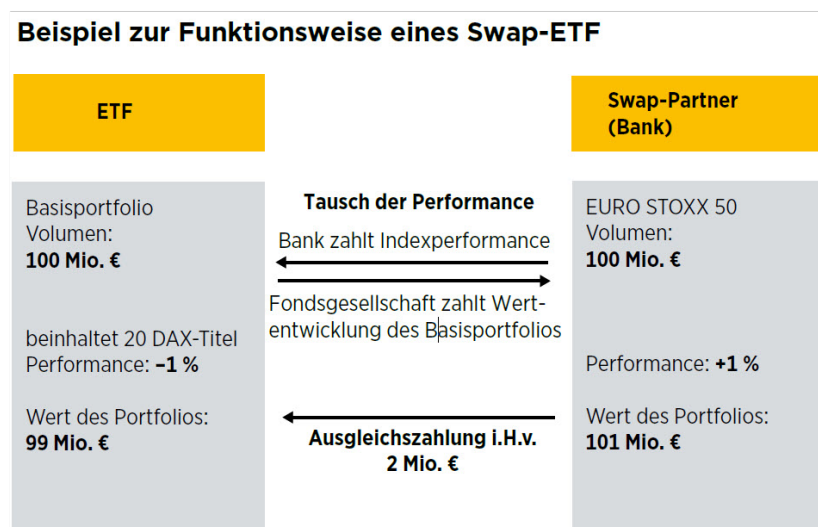 Beispiel zur Funktionsweise eines Swap-ETF
ETF
Swap-Partner
(Bank)
Basisportfolio
Volumen:
100 Mio. €
beinhaltet 20 DAX-Titel
Performance: –1 %
Wert des Portfolios:
99 Mio. €
Tausch der Performance
Bank zahlt Indexperformance
Fondsgesellschaft zahlt Wert-
entwicklung des Basisportfolios
Ausgleichszahlung i.H.v.
2 Mio. €
EURO STOXX 50
Volumen:
100 Mio. €
Performance: +1 %
Wert des Portfolios:
101 Mio. €